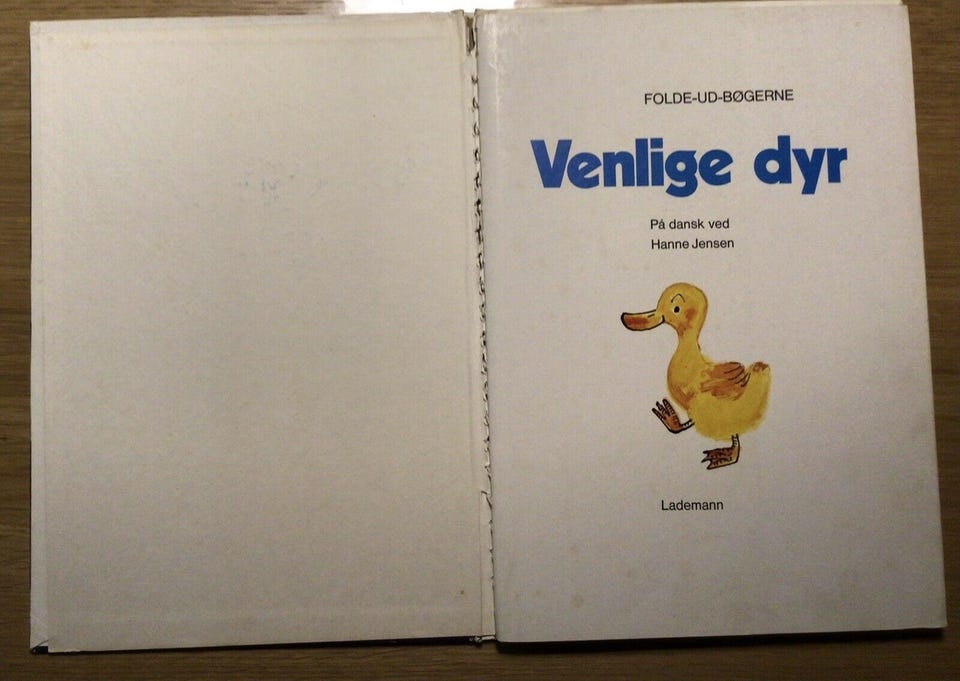 FOLDE-UD-BØGERNE
Venlige dyr
På dansk ved
Hanne Jensen
Lademann